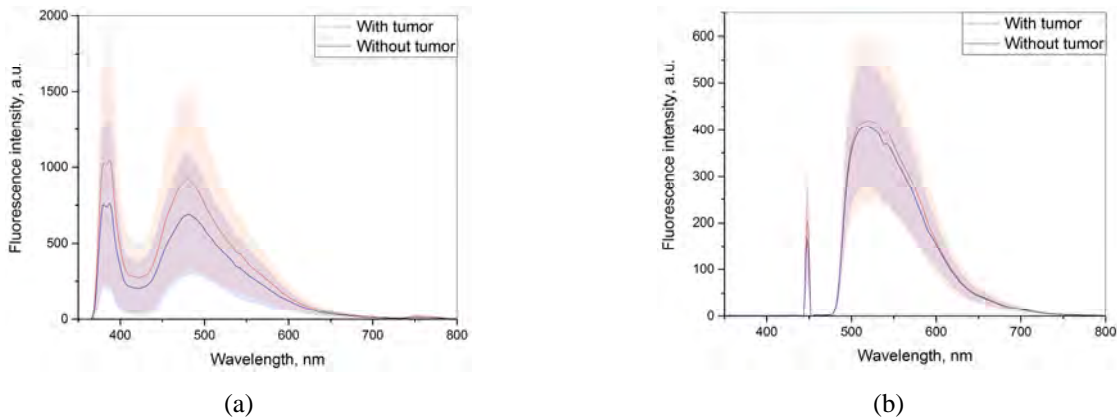 With tumor
Without tumor
Fluorescence intensity, a.u.
2000
1500
1000
500
0
400
500
600
700
800
Wavelength, nm
(a)
With tumor
Without tumor
Fluorescence intensity, a.u.
600
500
400
300
200
100
0
400
500
600
700
800
Wavelength, nm
(b)